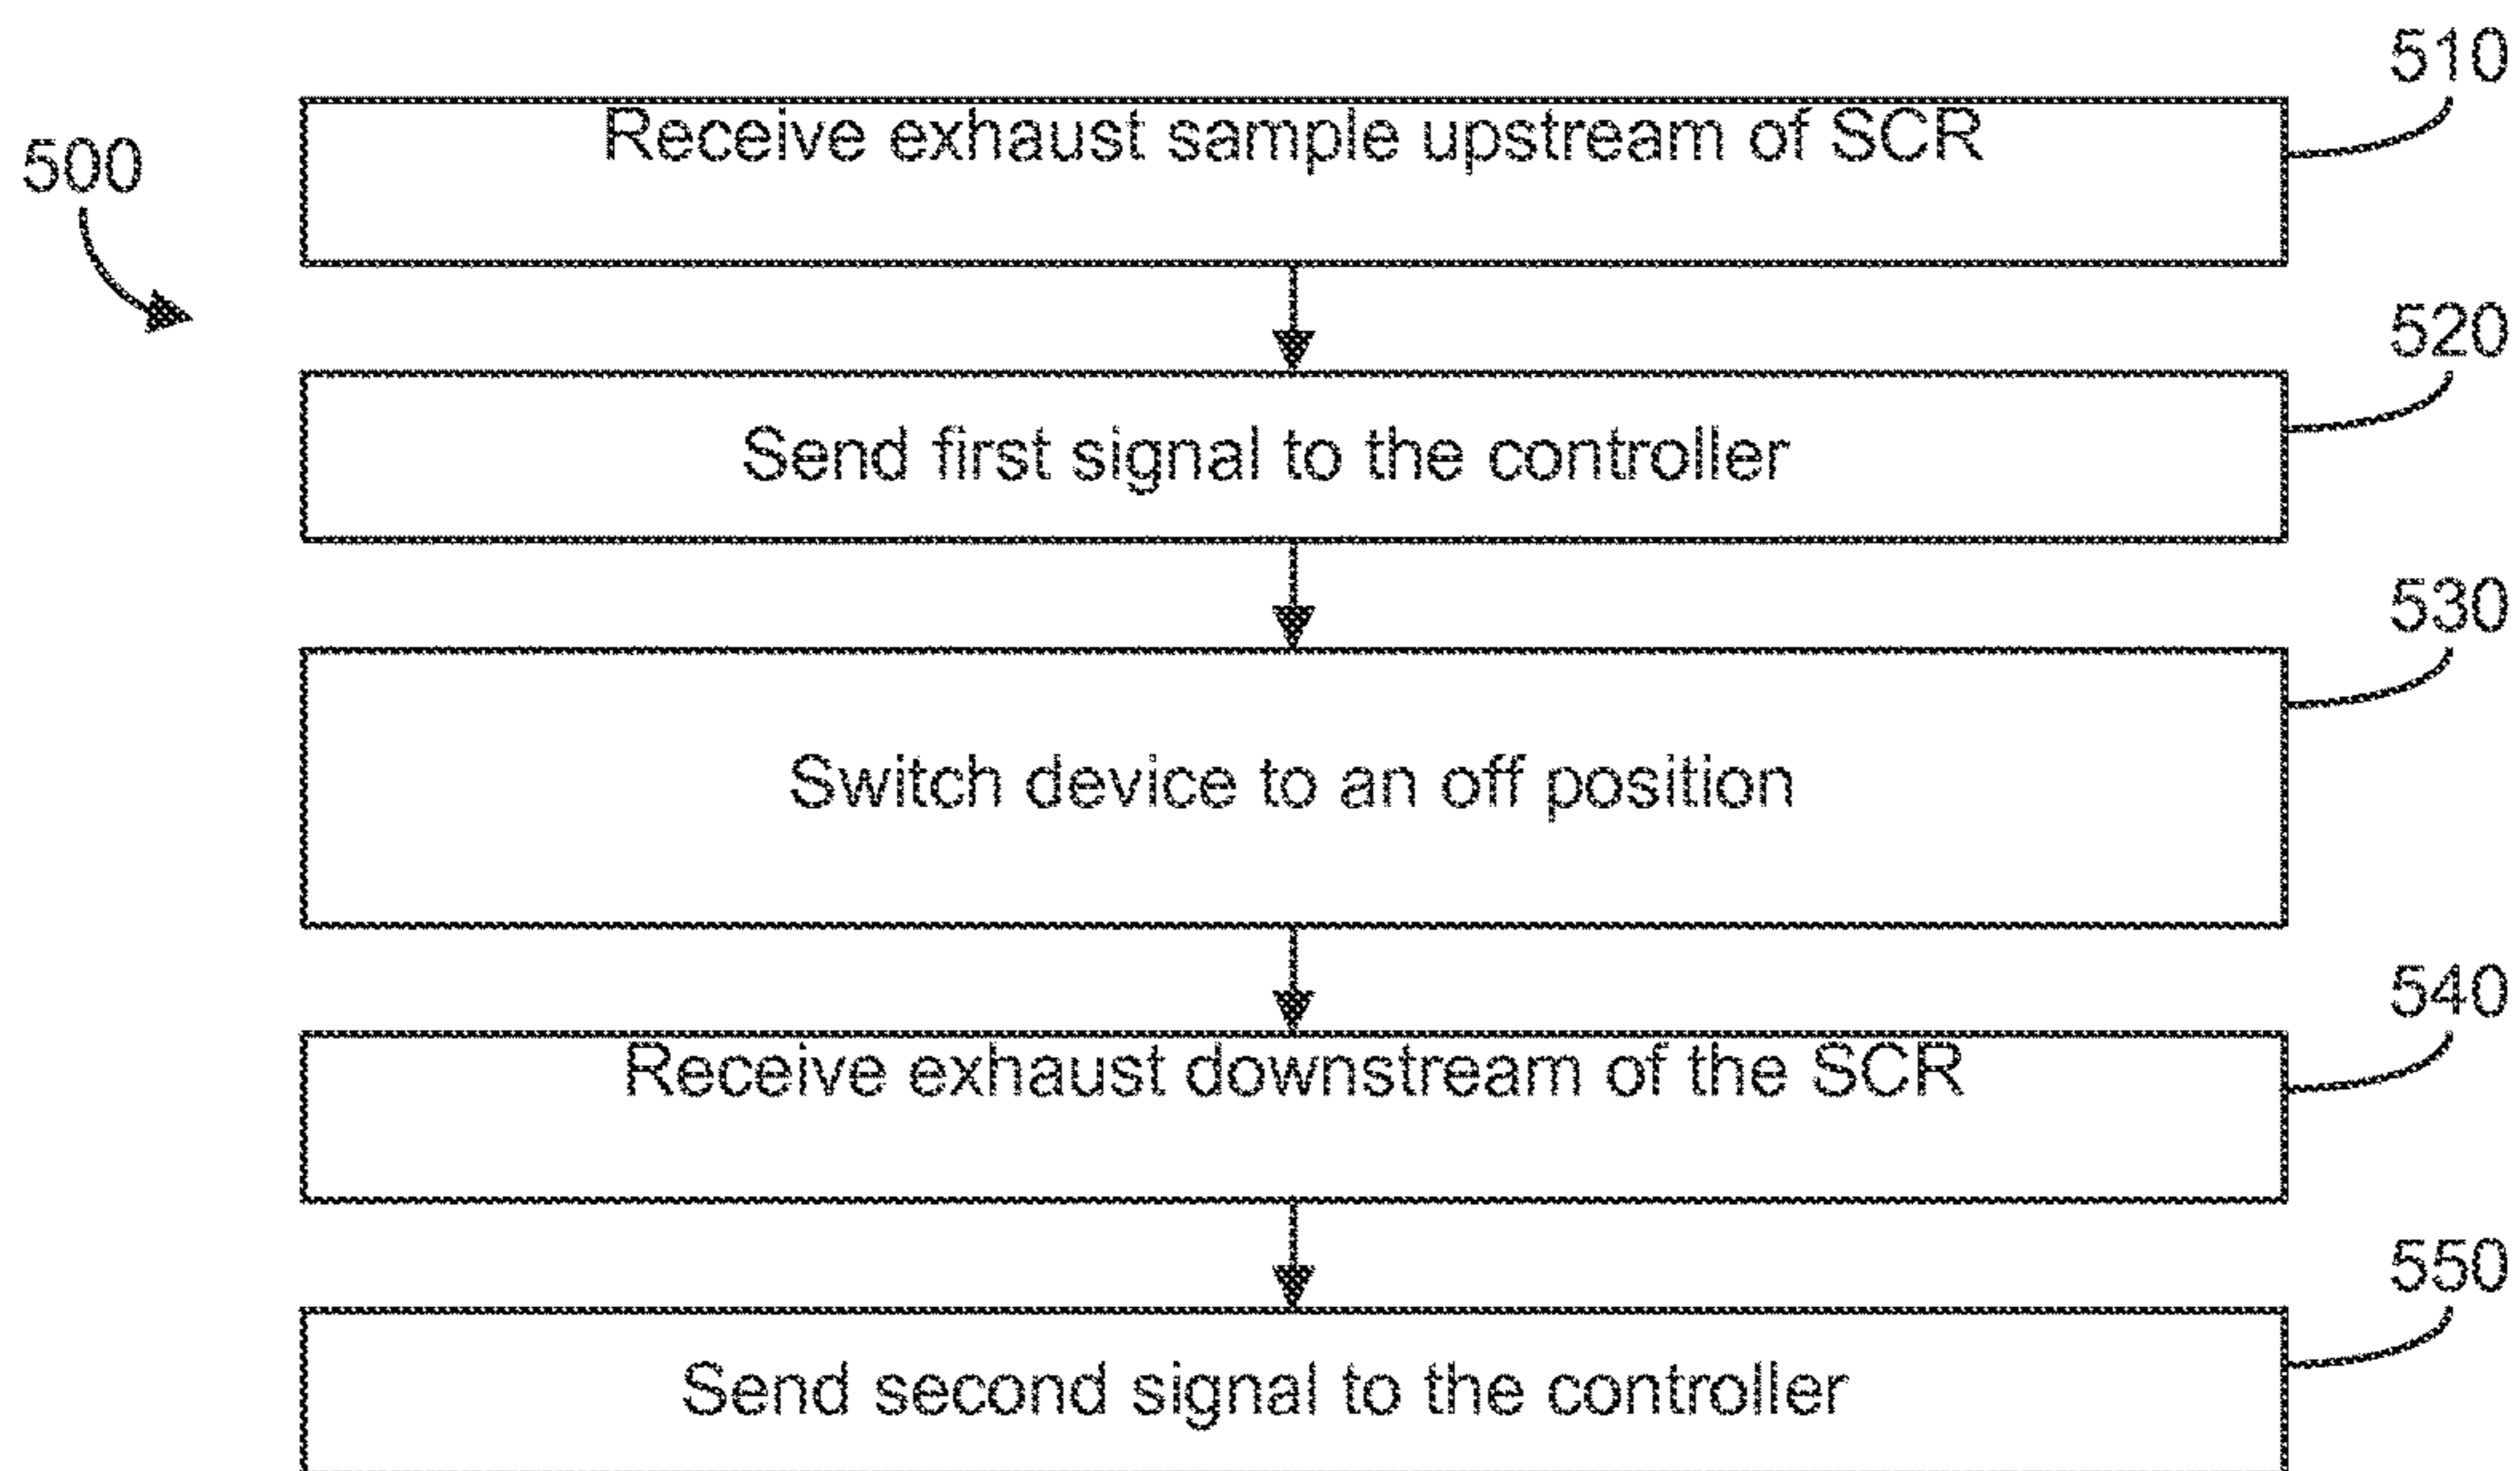 510
Receive exhaust sample upstream of SCR
500
520
Send first signal to the controller
530
Switch device to an off position
540
Receive exhaust downstream of the SCR
550
Send second signal to the controller